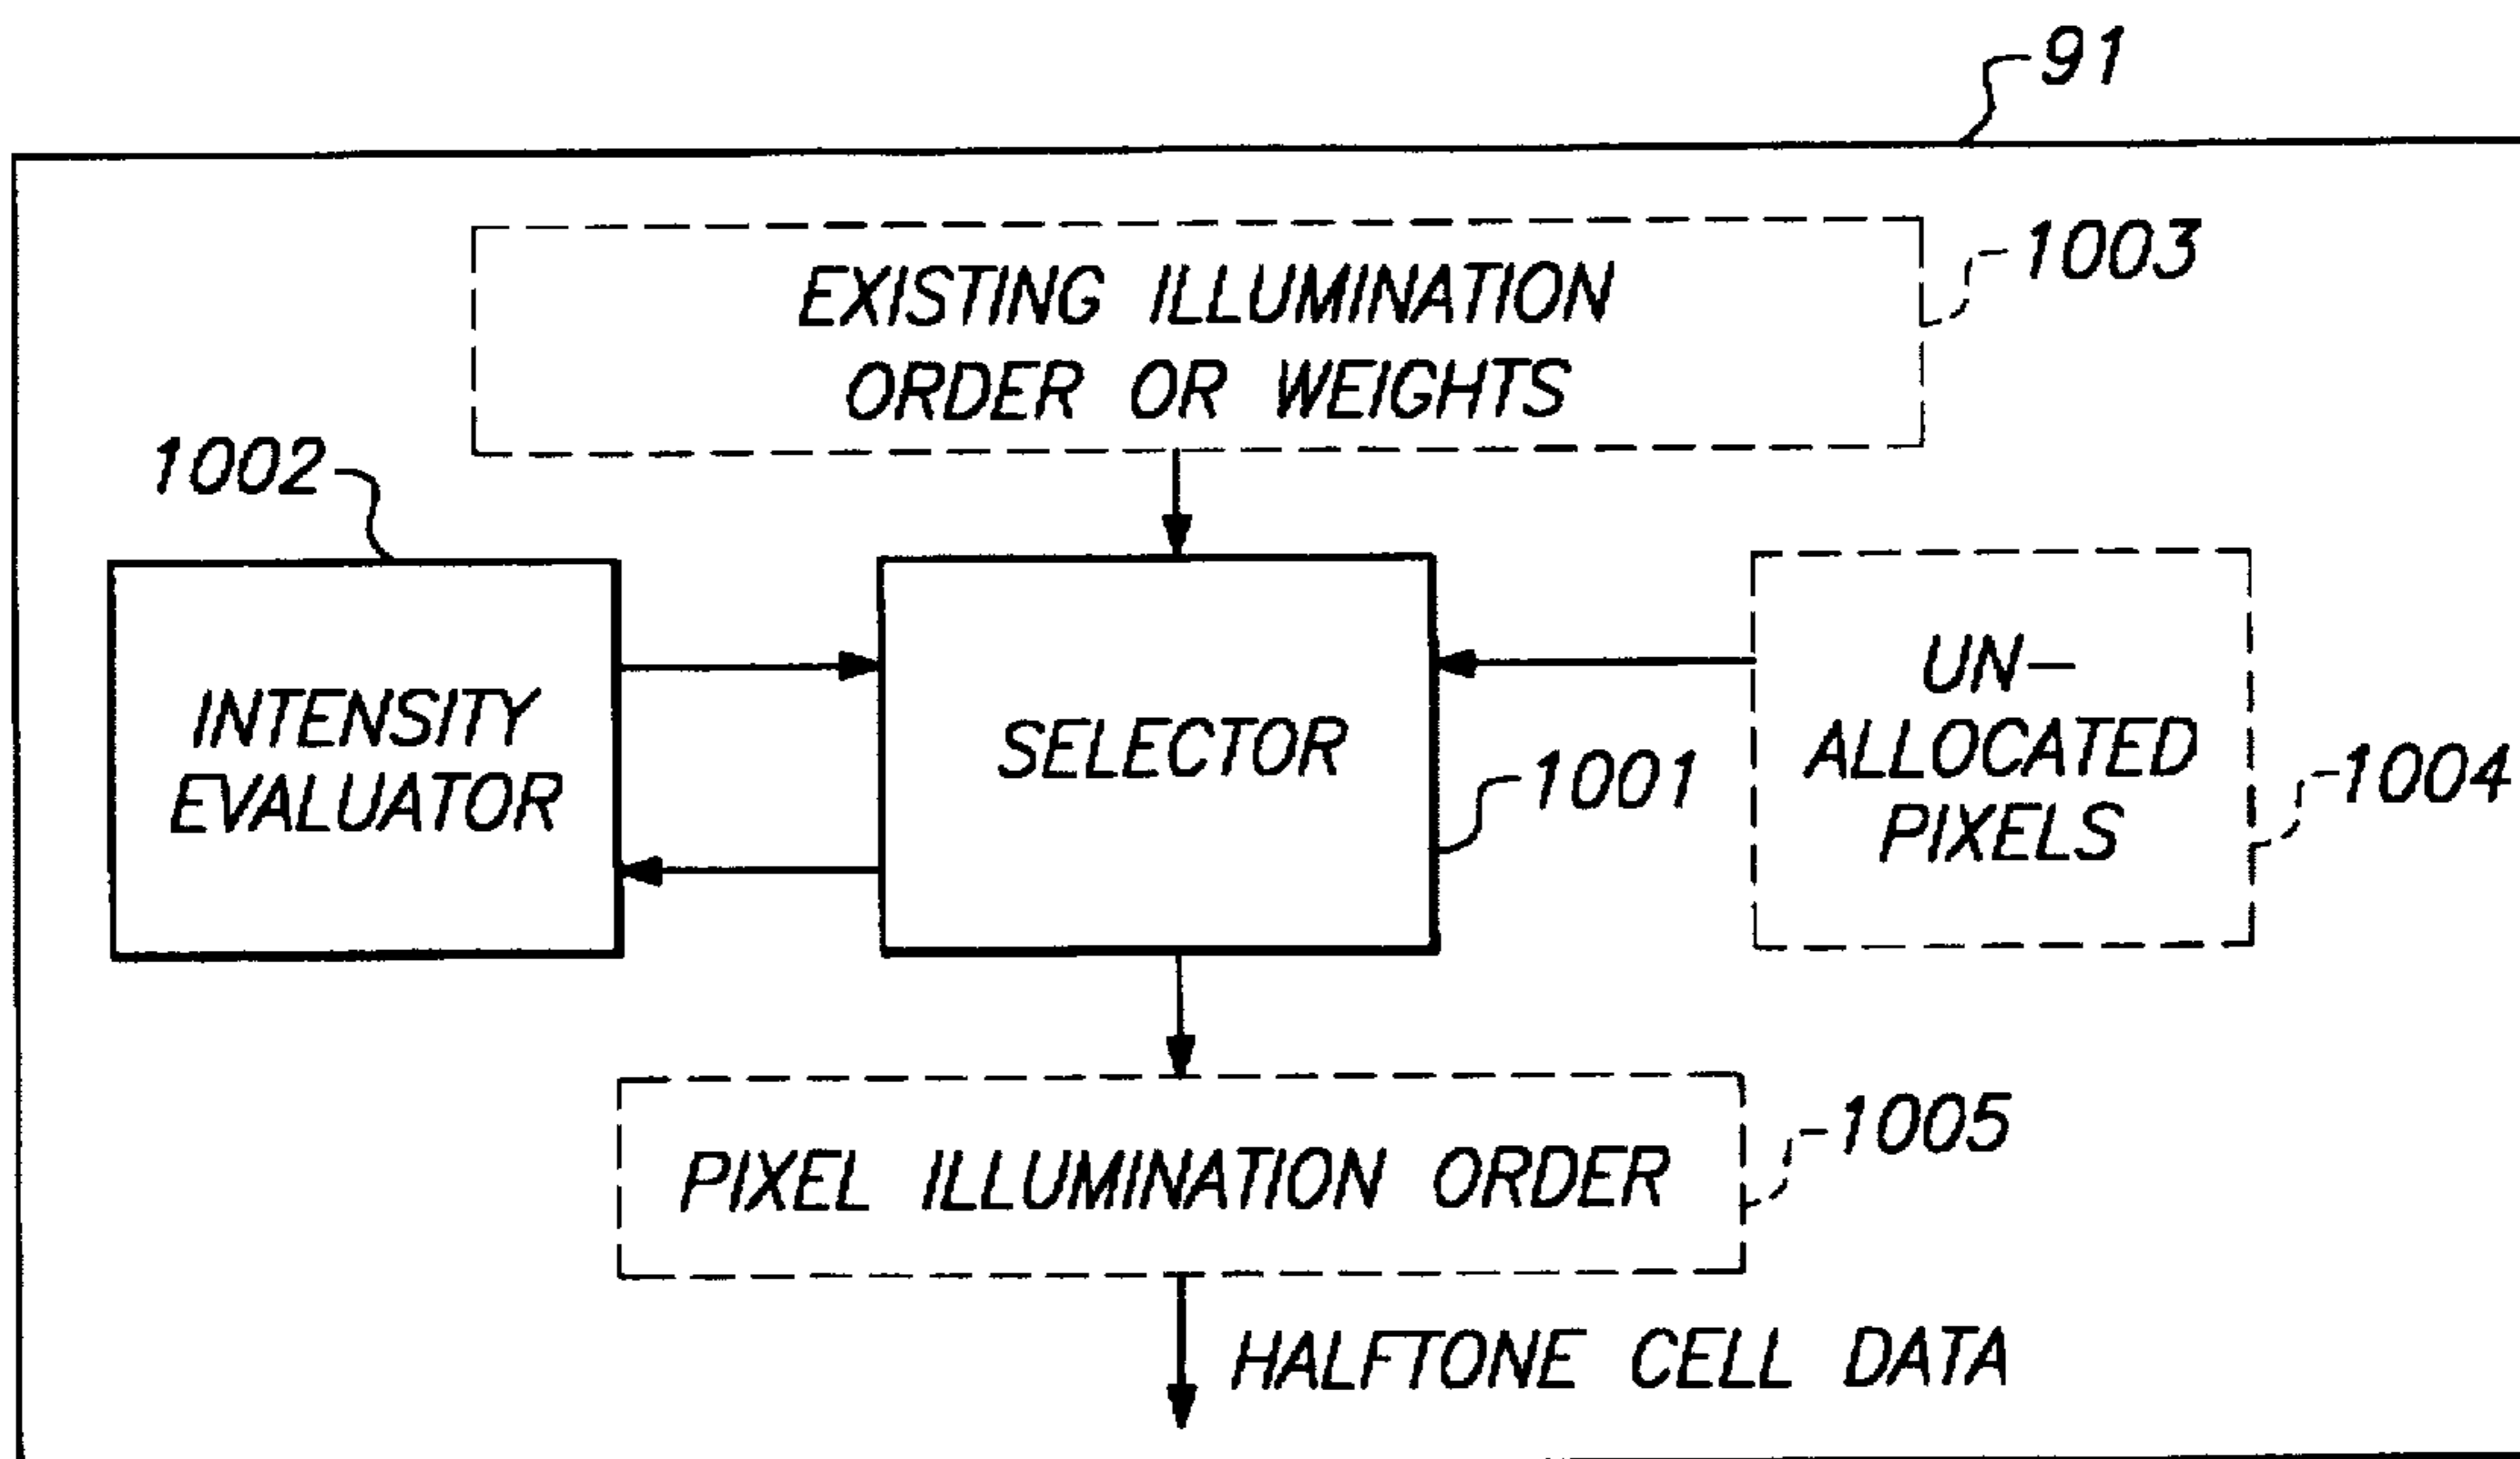 91
EXISTING ILLUMINATION
ORDER OR WEIGHTS
1003
1002
INTENSITY
EVALUATOR
SELECTOR
1001
UN-
ALLOCATED
PIXELS
1004
PIXEL ILLUMINATION ORDER
1005
HALFTONE CELL DATA